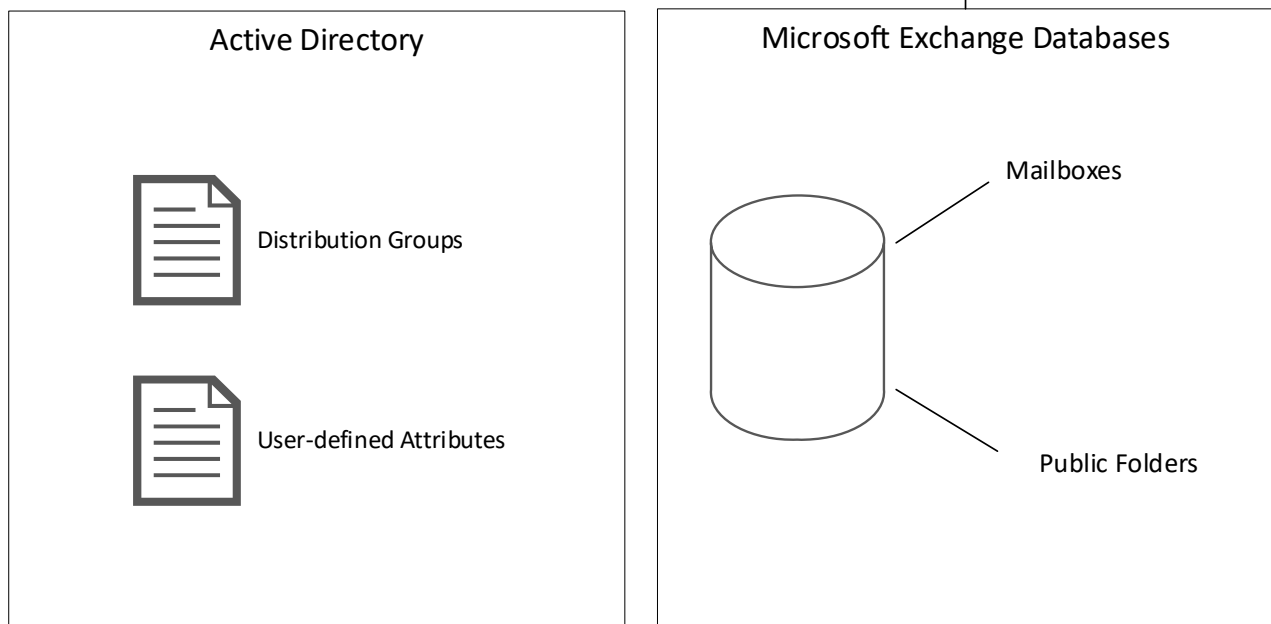 Active Directory
Distribution Groups
User-defined Attributes
Microsoft Exchange Databases
Mailboxes
Public Folders